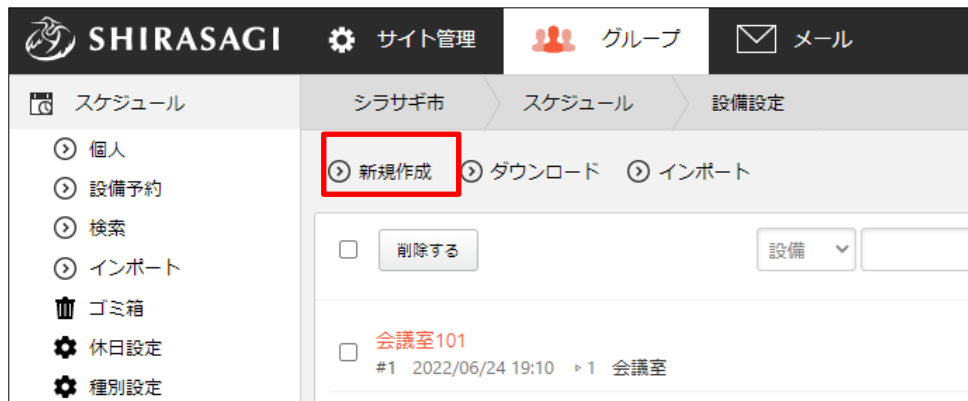 SHIRASAGI サイト管理 グループ メール
スケジュール
シラサギ市 スケジュール 設備設定
個人
設備予約
検索
インポート
ゴミ箱
休日設定
種別設定
新規作成 ダウンロード インポート
削除する 設備
会議室101
#1 2022/06/24 19:10 ▹1 会議室